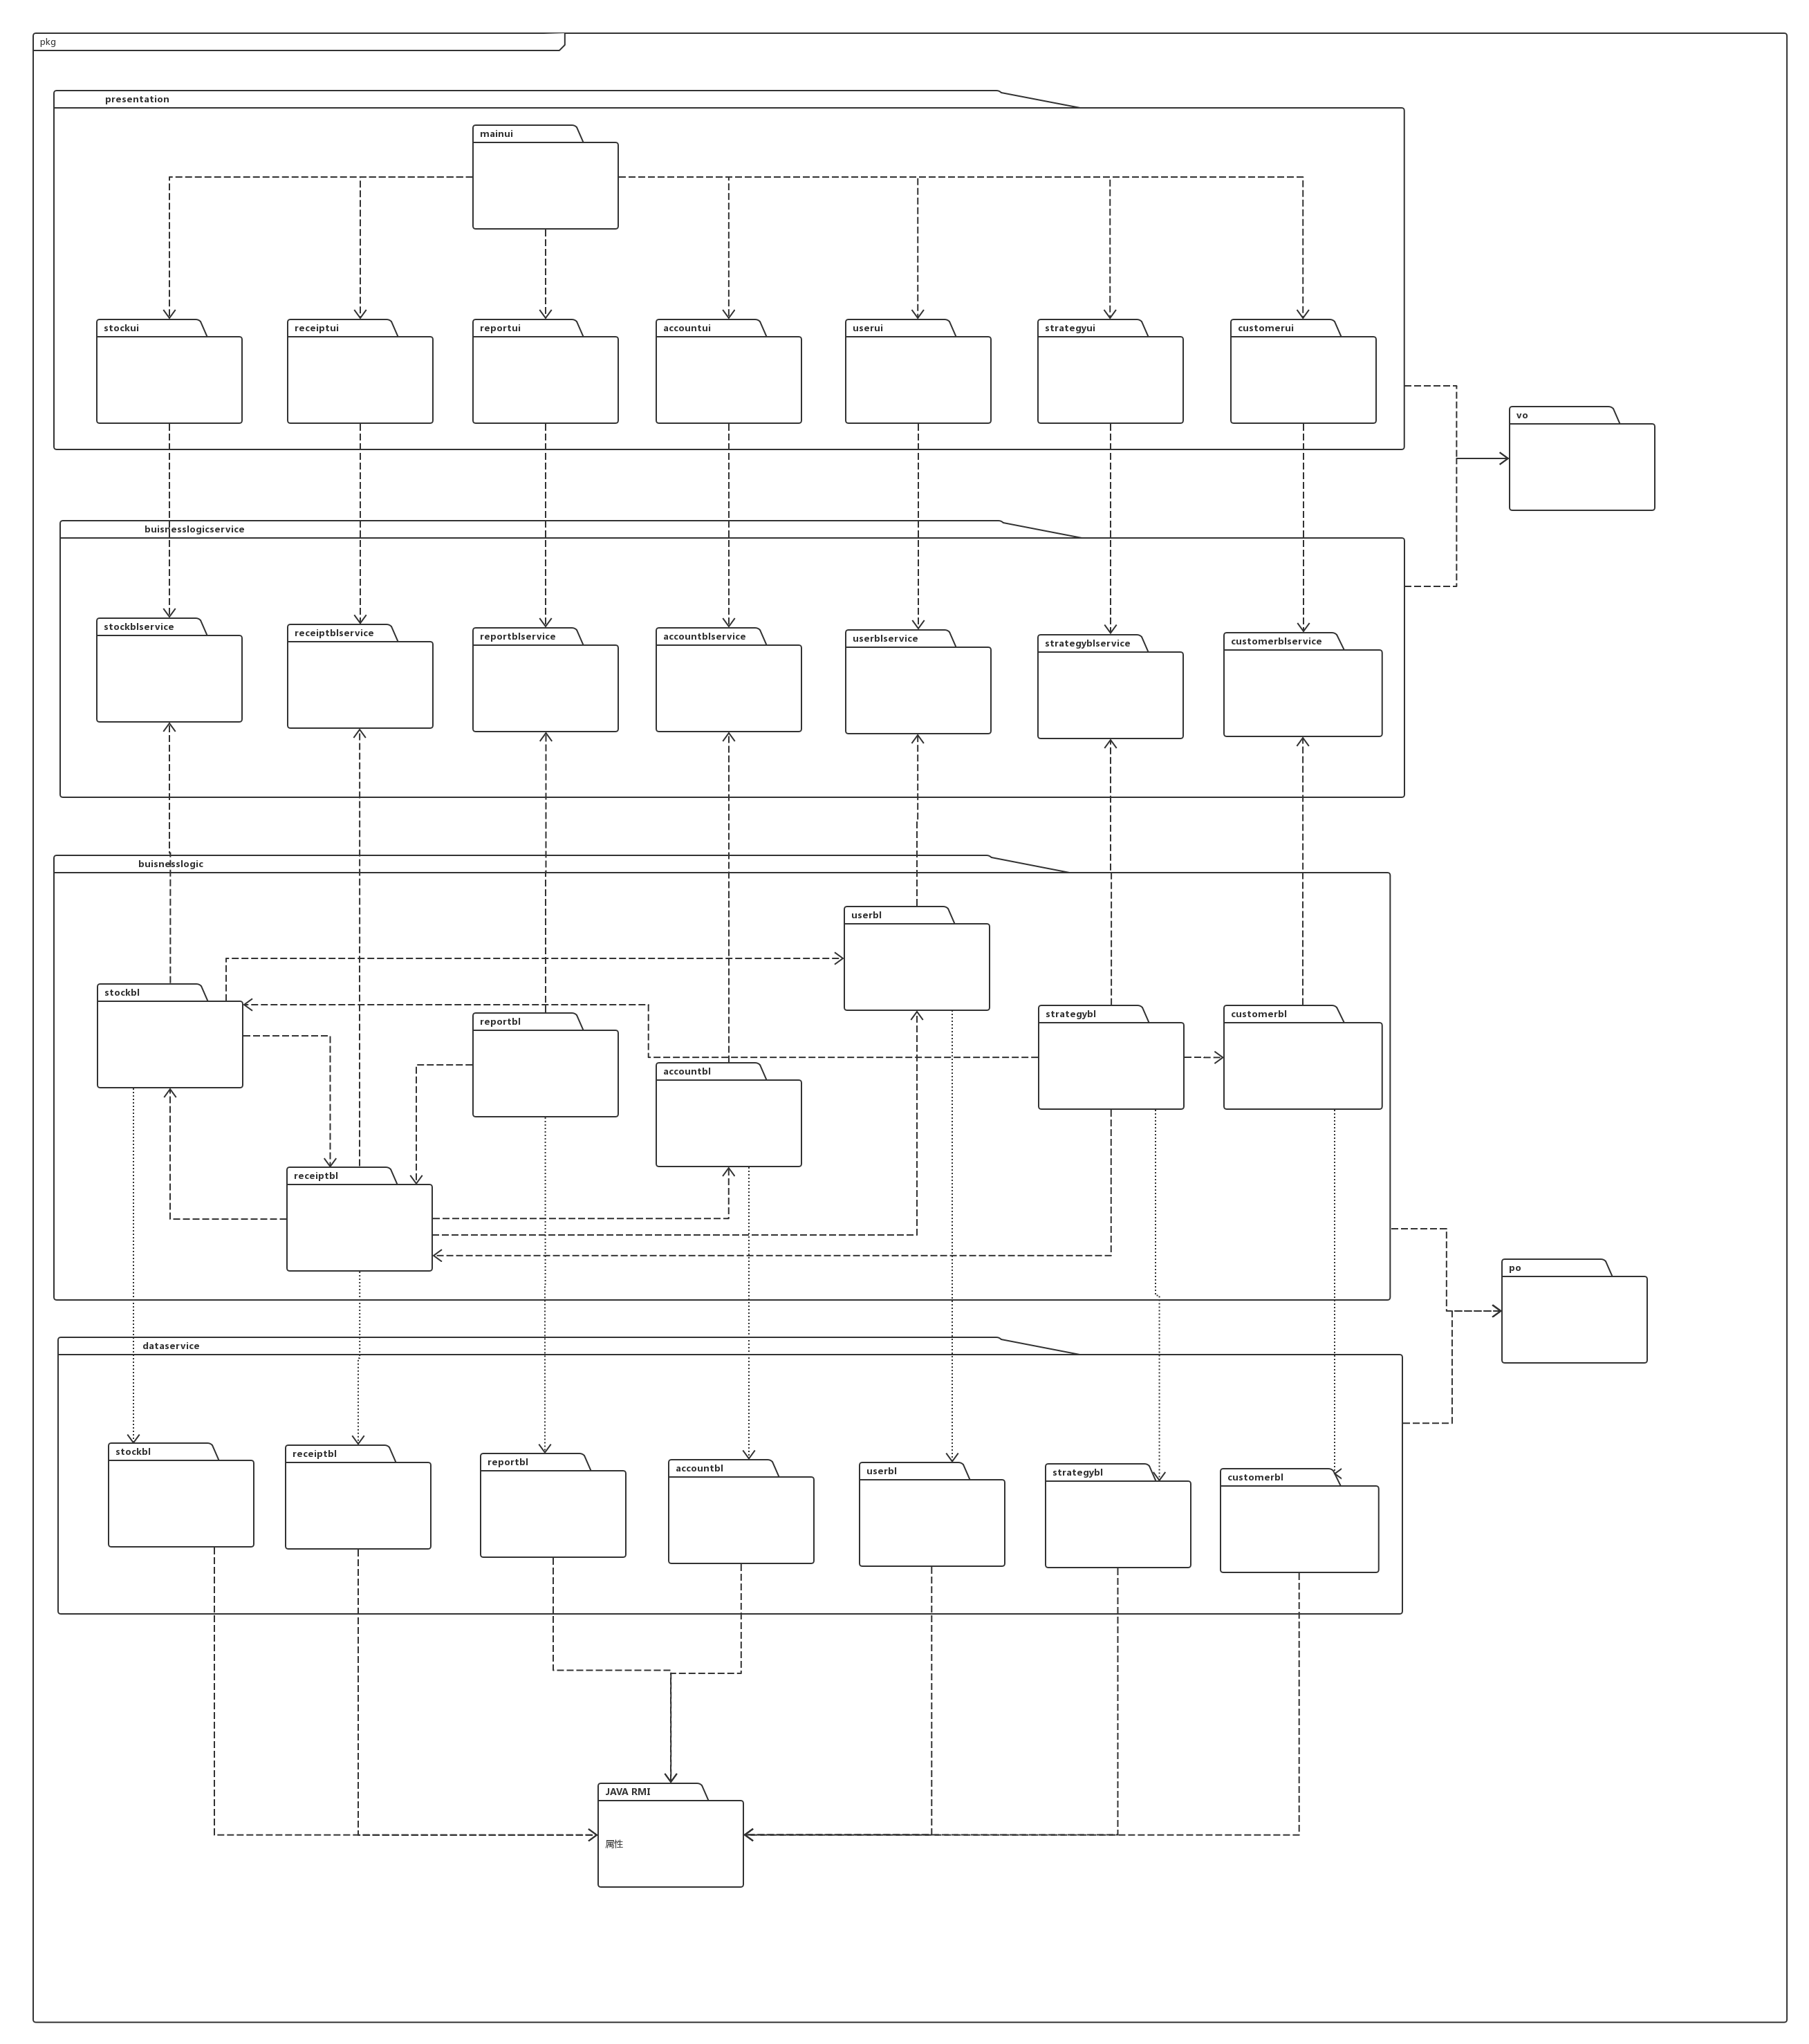 pkg
presentation
mainui
stockui
receiptui
reportui
accountui
userui
strategyui
customerui
vo
buisnesslogicservice
stockblservice
receiptblservice
reportblservice
accountblservice
userblservice
strategyblservice
customerblservice
buisnesslogic
userbl
stockbl
reportbl
strategybl
customerbl
accountbl
receiptbl
po
dataservice
stockbl
receiptbl
reportbl
accountbl
userbl
strategybl
customerbl
JAVA RMI
属性